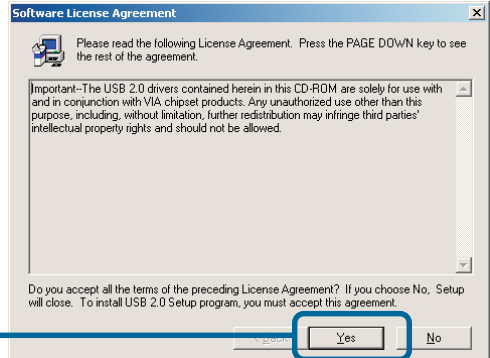 Software License Agreement
Please read the following License Agreement. Press the PAGE DOWN key to see
the rest of the agreement.
Important--The USB 2.0 drivers contained herein in this CD-ROM are solely for use with
and in conjunction with VIA chipset products. Any unauthorized use other than this
purpose, including, without limitation, further redistribution may infringe third parties'
intellectual property rights and should not be allowed.
Do you accept all the terms of the preceding License Agreement? If you choose No, Setup
will close. To install USB 2.0 Setup program, you must accept this agreement.
< Back Yes No